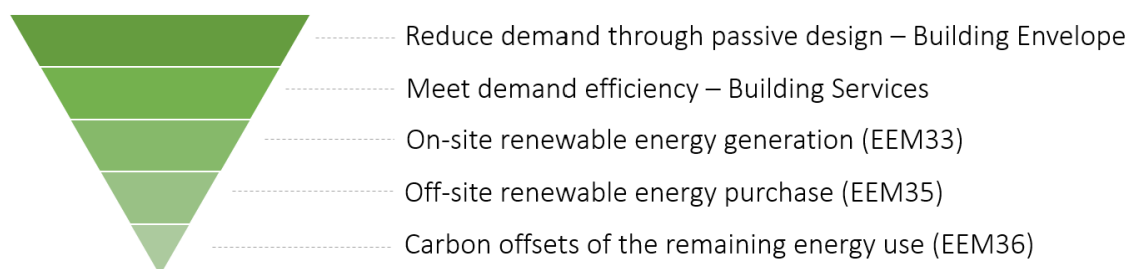 Reduce demand through passive design – Building Envelope
Meet demand efficiency – Building Services
On-site renewable energy generation (EEM33)
Off-site renewable energy purchase (EEM35)
Carbon offsets of the remaining energy use (EEM36)